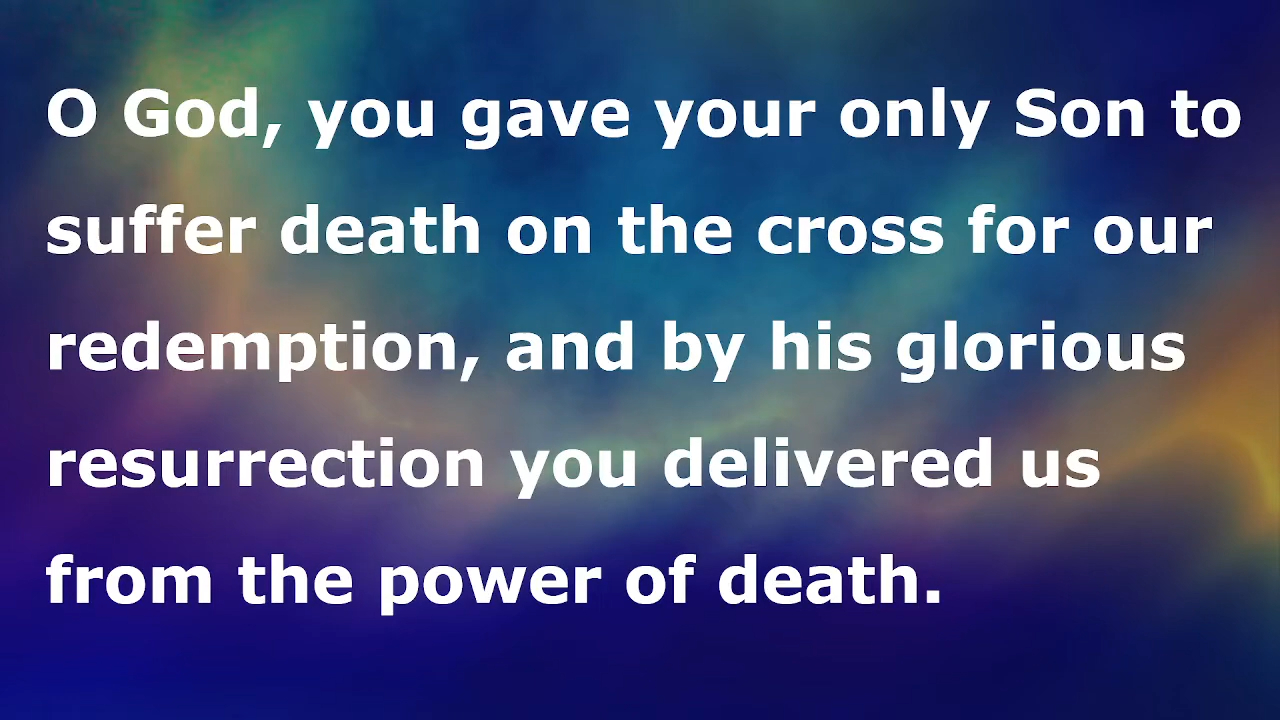 O God, you gave your only Son to
suffer death on the cross for our
redemption, and by his glorious
resurrection you delivered us
from the power of death.